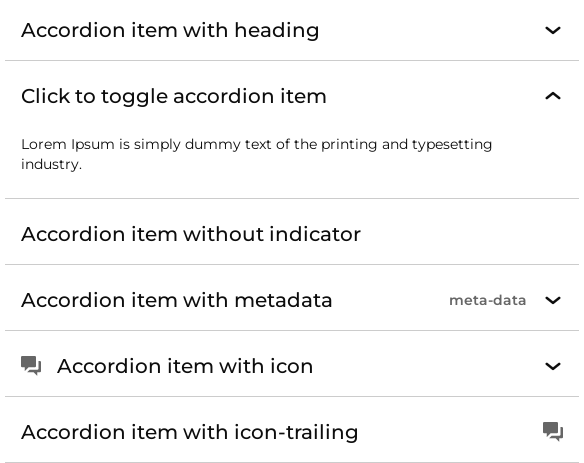 Accordion item with heading
Click to toggle accordion item
Lorem Ipsum is simply dummy text of the printing and typesetting
industry.
Accordion item without indicator
Accordion item with metadata meta-data
Accordion item with icon
Accordion item with icon-trailing